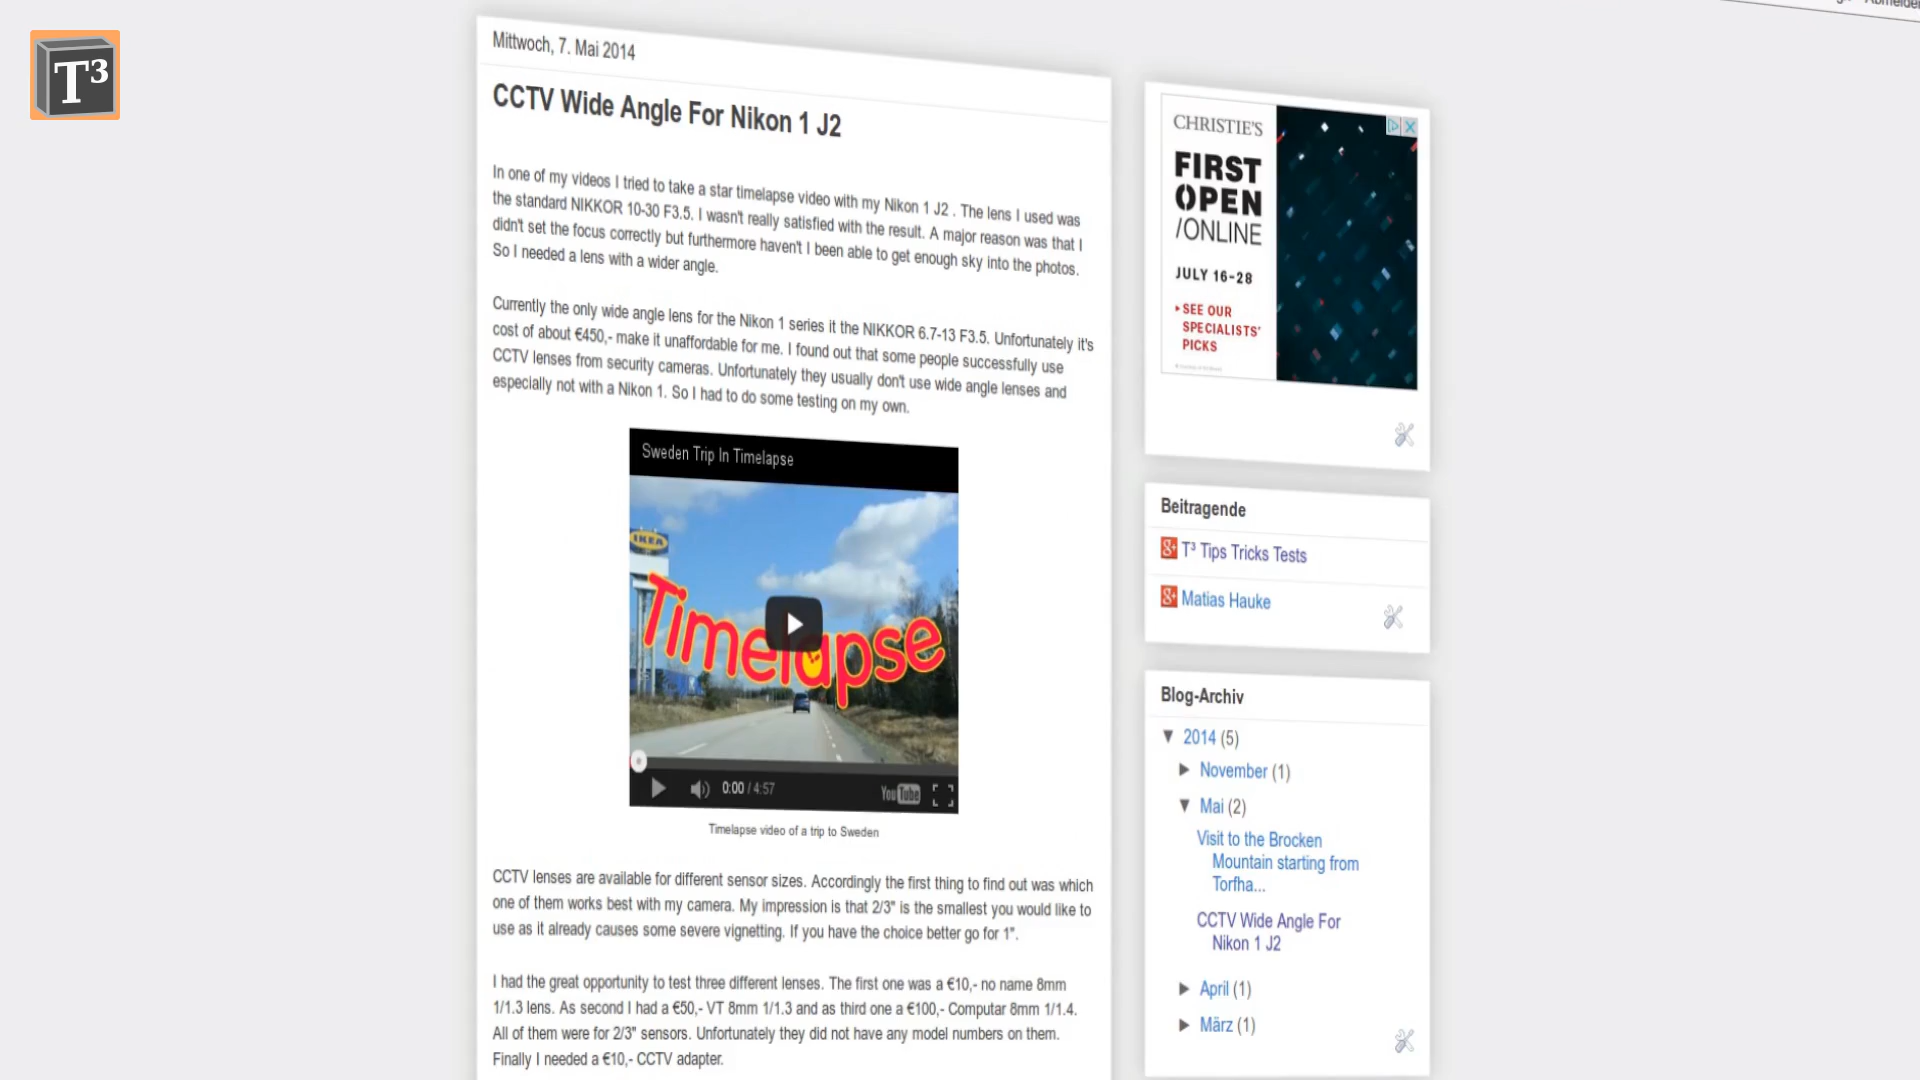 T³
Mittwoch, 7. Mai 2014
CCTV Wide Angle For Nikon 1 J2
In one of my videos I tried to take a star timelapse video with my Nikon 1 J2 . The lens I used was
the standard NIKKOR 10-30 F3.5. I wasn't really satisfied with the result. A major reason was that I
didn't set the focus correctly but furthermore haven't I been able to get enough sky into the photos.
So I needed a lens with a wider angle.
Currently the only wide angle lens for the Nikon 1 series it the NIKKOR 6.7-13 F3.5. Unfortunately it's
cost of about €450,- make it unaffordable for me. I found out that some people successfully use
CCTV lenses from security cameras. Unfortunately they usually don't use wide angle lenses and
especially not with a Nikon 1. So I had to do some testing on my own.
Sweden Trip In Timelapse
IKEA
Timelapse
0:00 / 4:57
YouTube
Timelapse video of a trip to Sweden
CCTV lenses are available for different sensor sizes. Accordingly the first thing to find out was which
one of them works best with my camera. My impression is that 2/3" is the smallest you would like to
use as it already causes some severe vignetting. If you have the choice better go for 1".
I had the great opportunity to test three different lenses. The first one was a €10,- no name 8mm
1/1.3 lens. As second I had a €50,- VT 8mm 1/1.3 and as third one a €100,- Computar 8mm 1/1.4.
All of them were for 2/3" sensors. Unfortunately they did not have any model numbers on them.
Finally I needed a €10,- CCTV adapter.
CHRISTIE'S
FIRST
OPEN
/ONLINE
JULY 16-28
SEE OUR
SPECIALISTS'
PICKS
Beitragende
T³ Tips Tricks Tests
Matias Hauke
Blog-Archiv
▼ 2014 (5)
► November (1)
▼ Mai (2)
Visit to the Brocken
Mountain starting from
Torfha...
CCTV Wide Angle For
Nikon 1 J2
► April (1)
► März (1)